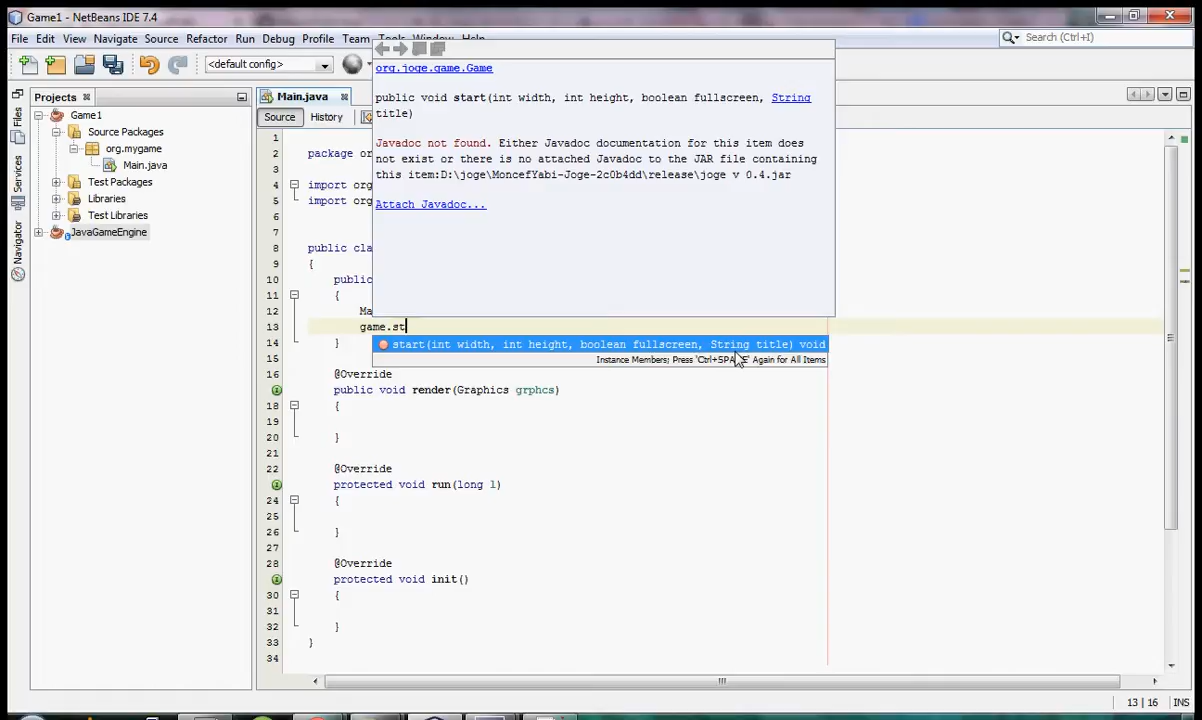 Game1 - NetBeans IDE 7.4
File Edit View Navigate Source Refactor Run Debug Profile Team
Search (Ctrl+I)
<default config>
Projects
Main.java
Source History
Game1
Source Packages
org.mygame
Main.java
Test Packages
Libraries
Test Libraries
JavaGameEngine
Files
Services
Navigator
org.joge.game.Game
public void start(int width, int height, boolean fullscreen, String
title)
Javadoc not found. Either Javadoc documentation for this item does
not exist or there is no attached Javadoc to the JAR file containing
this item:D:\joge\MoncefYabi-Joge-2c0b4dd\release\joge v 0.4.jar
Attach Javadoc...
1
2 package or
3
4 import org
5 import org
6
7
8 public cla
9 {
10 public
11 {
12 Ma
13 game.st
start(int width, int height, boolean fullscreen, String title) void
Instance Members; Press 'Ctrl+SPACE' Again for All Items
14 }
15
16 @Override
public void render(Graphics grphcs)
18 {
19
20 }
21
22 @Override
protected void run(long l)
24 {
25
26 }
27
28 @Override
protected void init()
30 {
31
32 }
33 }
34
13 | 16 INS